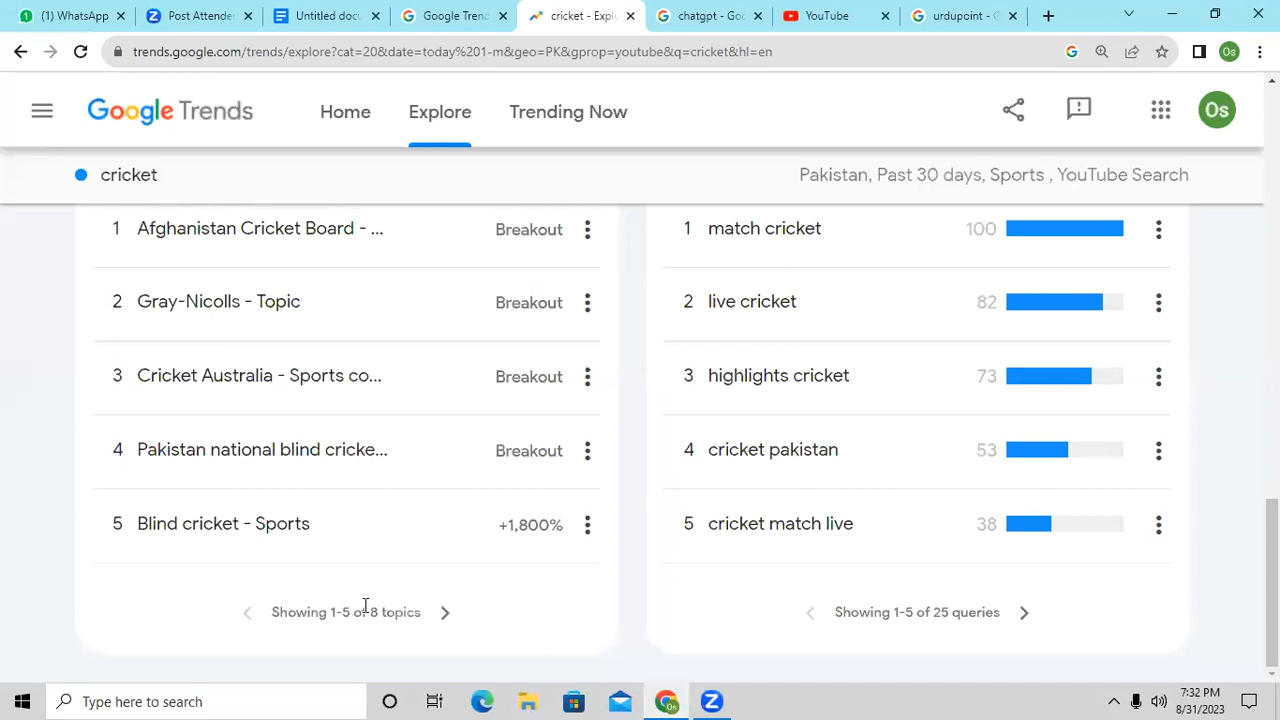 Post Attende
Untitled doc
Google Tren
cricket - Expl
chatgpt - Go
YouTube
urdupoint - G
trends.google.com/trends/explore?cat=20&date=today%201-m&geo=PK&gprop=youtube&q=cricket&hl=en
Os
Google Trends
Home
Explore
Trending Now
Os
cricket
Pakistan, Past 30 days, Sports , YouTube Search
1 Afghanistan Cricket Board - ... Breakout
2 Gray-Nicolls - Topic Breakout
3 Cricket Australia - Sports co... Breakout
4 Pakistan national blind cricke... Breakout
5 Blind cricket - Sports +1,800%
Showing 1-5 of 8 topics
1 match cricket 100
2 live cricket 82
3 highlights cricket 73
4 cricket pakistan 53
5 cricket match live 38
Showing 1-5 of 25 queries
Type here to search
Os
7:32 PM
8/31/2023